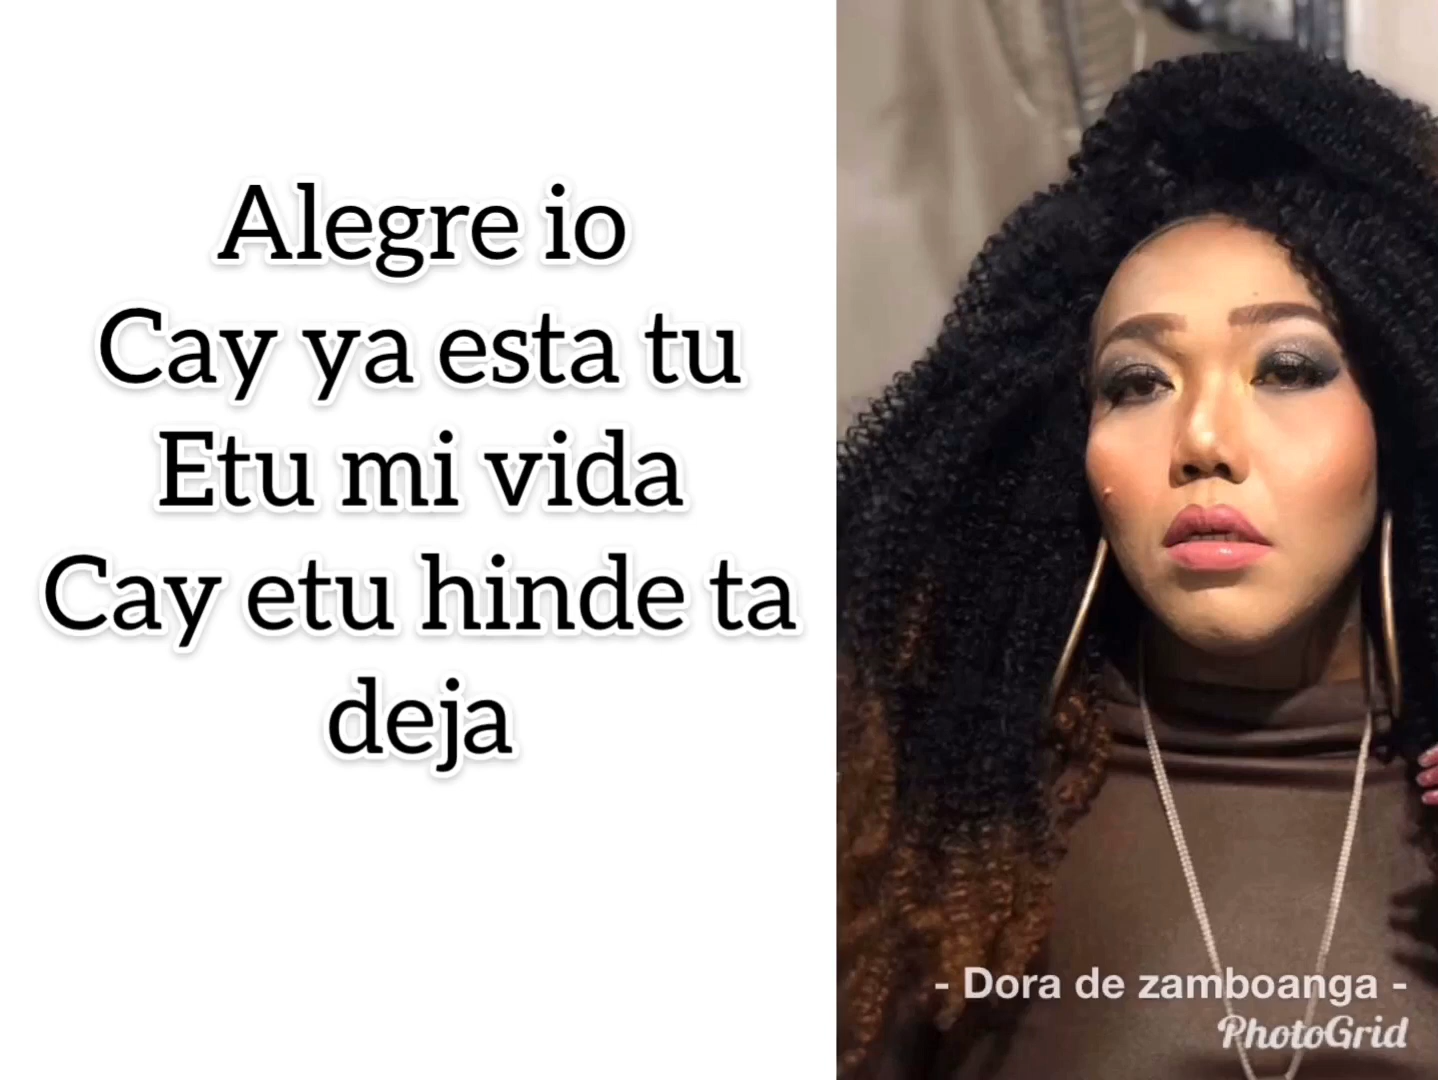 Alegre io
Cay ya esta tu
Etu mi vida
Cay etu hinde ta
deja
- Dora de zamboanga -
PhotoGrid